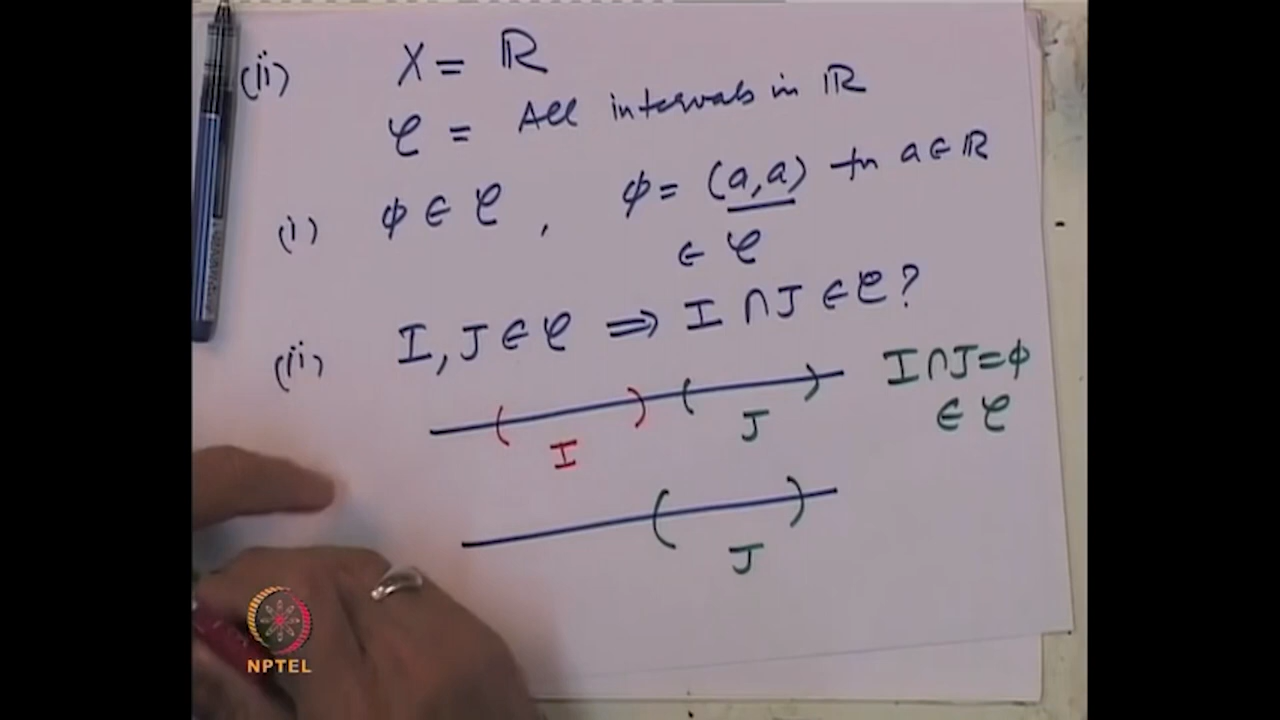 (ii) X = ℝ
𝒞 = All intervals in ℝ
(i) ϕ ∈ 𝒞, ϕ = (a,a) for a ∈ ℝ
∈ 𝒞
(ii) I, J ∈ 𝒞 ⇒ I ∩ J ∈ 𝒞 ?
( ) ( ) I ∩ J = ϕ
I J ∈ 𝒞
( )
J
NPTEL